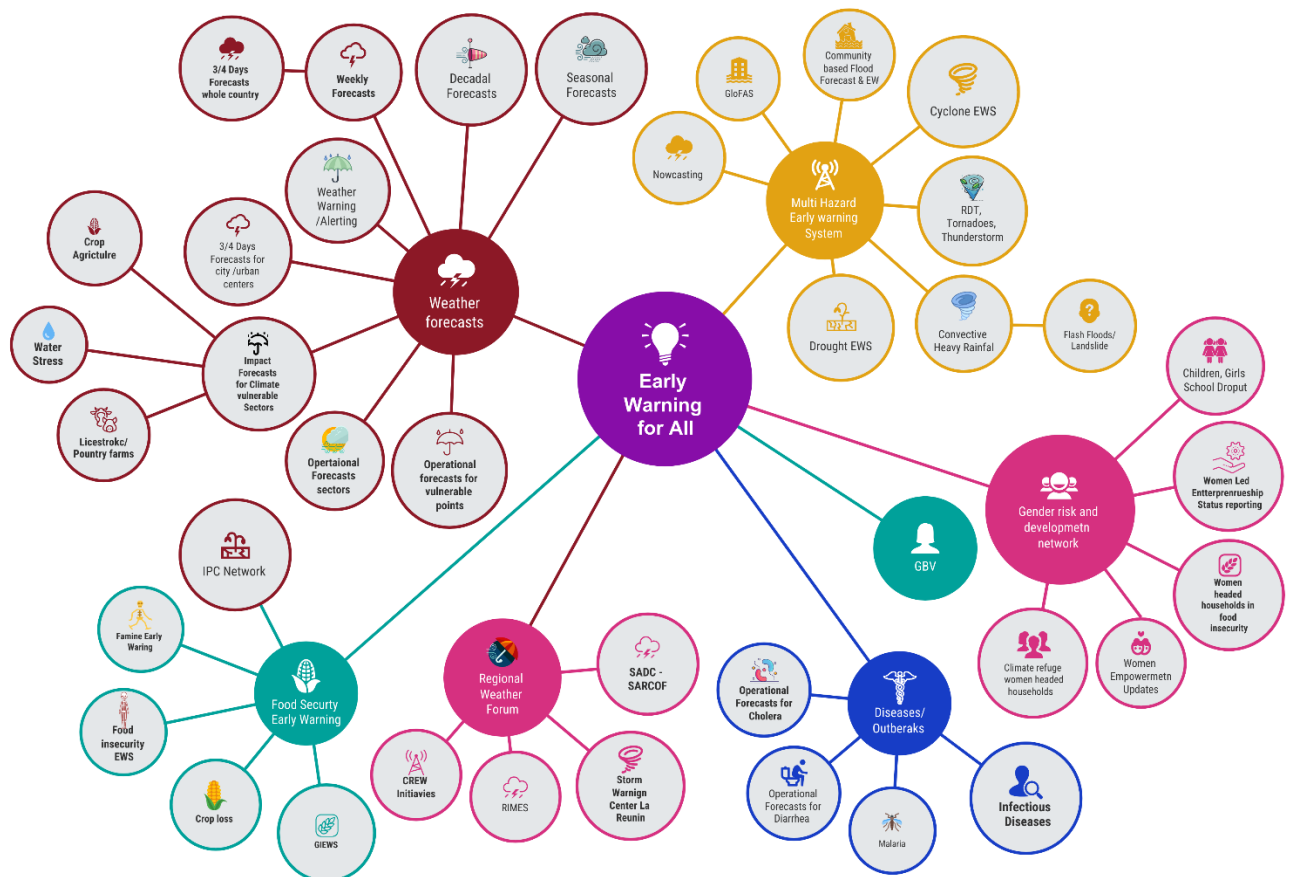 3/4 Days
Forecasts
whole country
Weekly
Forecasts
Decadal
Forecasts
Seasonal
Forecasts
Weather
Warning
/Alerting
3/4 Days
Forecasts for
city /urban
centers
Crop
Agrictulre
Water
Stress
Licestrokc/
Pountry farms
Impact
Forecasts
for Climate
vulnerable
Sectors
Weather
forecasts
Opertaional
Forecasts
sectors
Operational
forecasts for
vulnerable
points
GloFAS
Community
based Flood
Forecast & EW
Cyclone EWS
Nowcasting
Multi Hazard
Early warning
System
RDT,
Tornadoes,
Thunderstorm
Drought EWS
Convective
Heavy Rainfal
?
Flash Floods/
Landslide
Early
Warning
for All
Children, Girls
School Droput
Women Led
Entterprenrueship
Status reporting
Gender risk and
developmetn
network
Women
headed
households in
food
insecurity
Climate refuge
women headed
households
Women
Empowermetn
Updates
GBV
IPC Network
Famine Early
Waring
Food
insecurity
EWS
Food Securty
Early Warning
Crop loss
GIEWS
Regional
Weather
Forum
SADC -
SARCOF
CREW
Initiavies
RIMES
Storm
Warnign
Center La
Reunin
Operational
Forecasts for
Cholera
Diseases/
Outberaks
Operational
Forecasts for
Diarrhea
Malaria
Infectious
Diseases